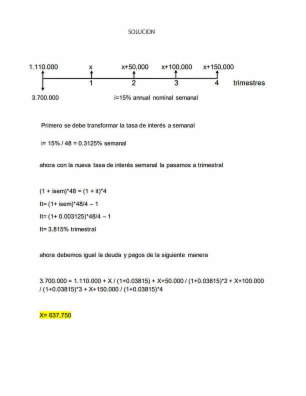 SOLUCION
1.110.000 x x+50,000 x+100,000 x+150,000
1 2 3 4 trimestres
3.700.000 i=15% annual nominal semanal
Primero se debe transformar la tasa de interés a semanal
i= 15% / 48 = 0.3125% semanal
ahora con la nueva tasa de interés semanal la pasamos a trimestral
(1 + isem)^48 = (1 + it)^4
It= (1+ isem)^48/4 – 1
It= (1+ 0.003125)^48/4 – 1
It= 3.815% trimestral
ahora debemos igual la deuda y pagos de la siguiente manera
3.700.000 = 1.110.000 + X / (1+0.03815) + X+50.000 / (1+0.03815)^2 + X+100.000
/ (1+0.03815)^3 + X+150.000 / (1+0.03815)^4
X= 637,750